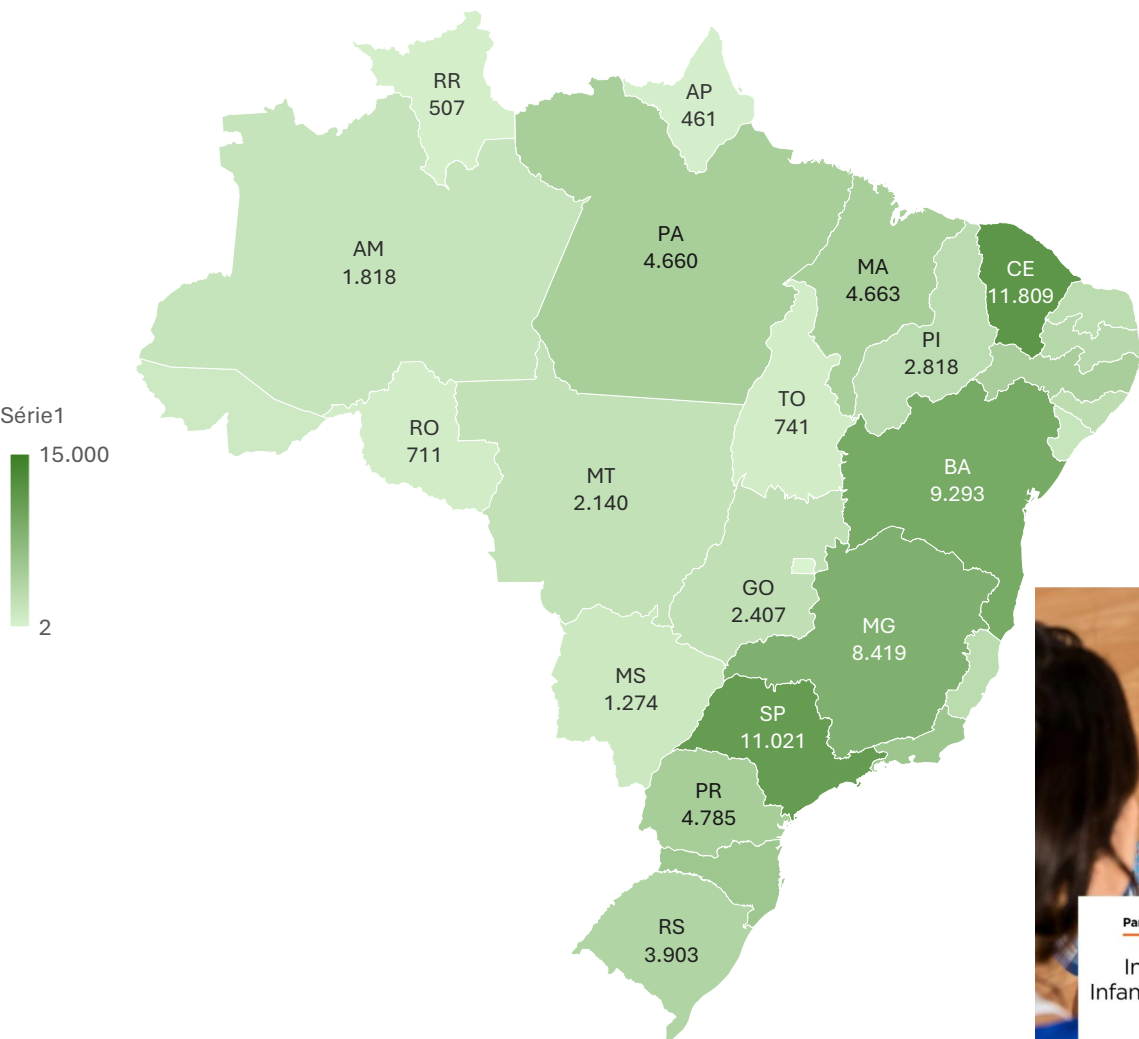 RR
507
AP
461
AM
1.818
PA
4.660
MA
4.663
CE
11.809
PI
2.818
TO
741
RO
711
Série1
15.000
2
MT
2.140
BA
9.293
GO
2.407
MG
8.419
MS
1.274
SP
11.021
PR
4.785
RS
3.903